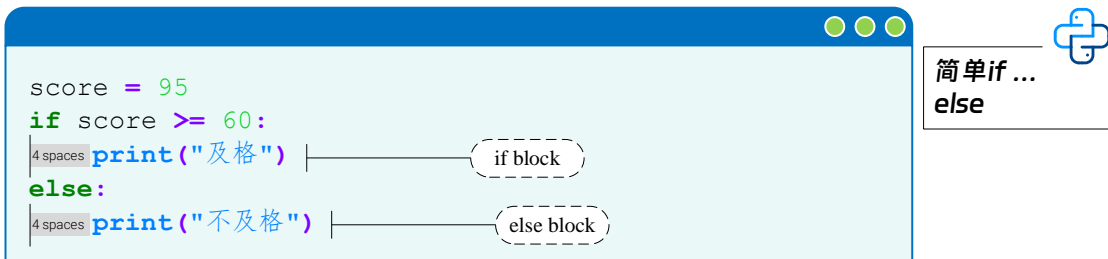 score = 95
if score >= 60:
4 spaces print("及格") if block
else:
4 spaces print("不及格") else block
简单if ...
else